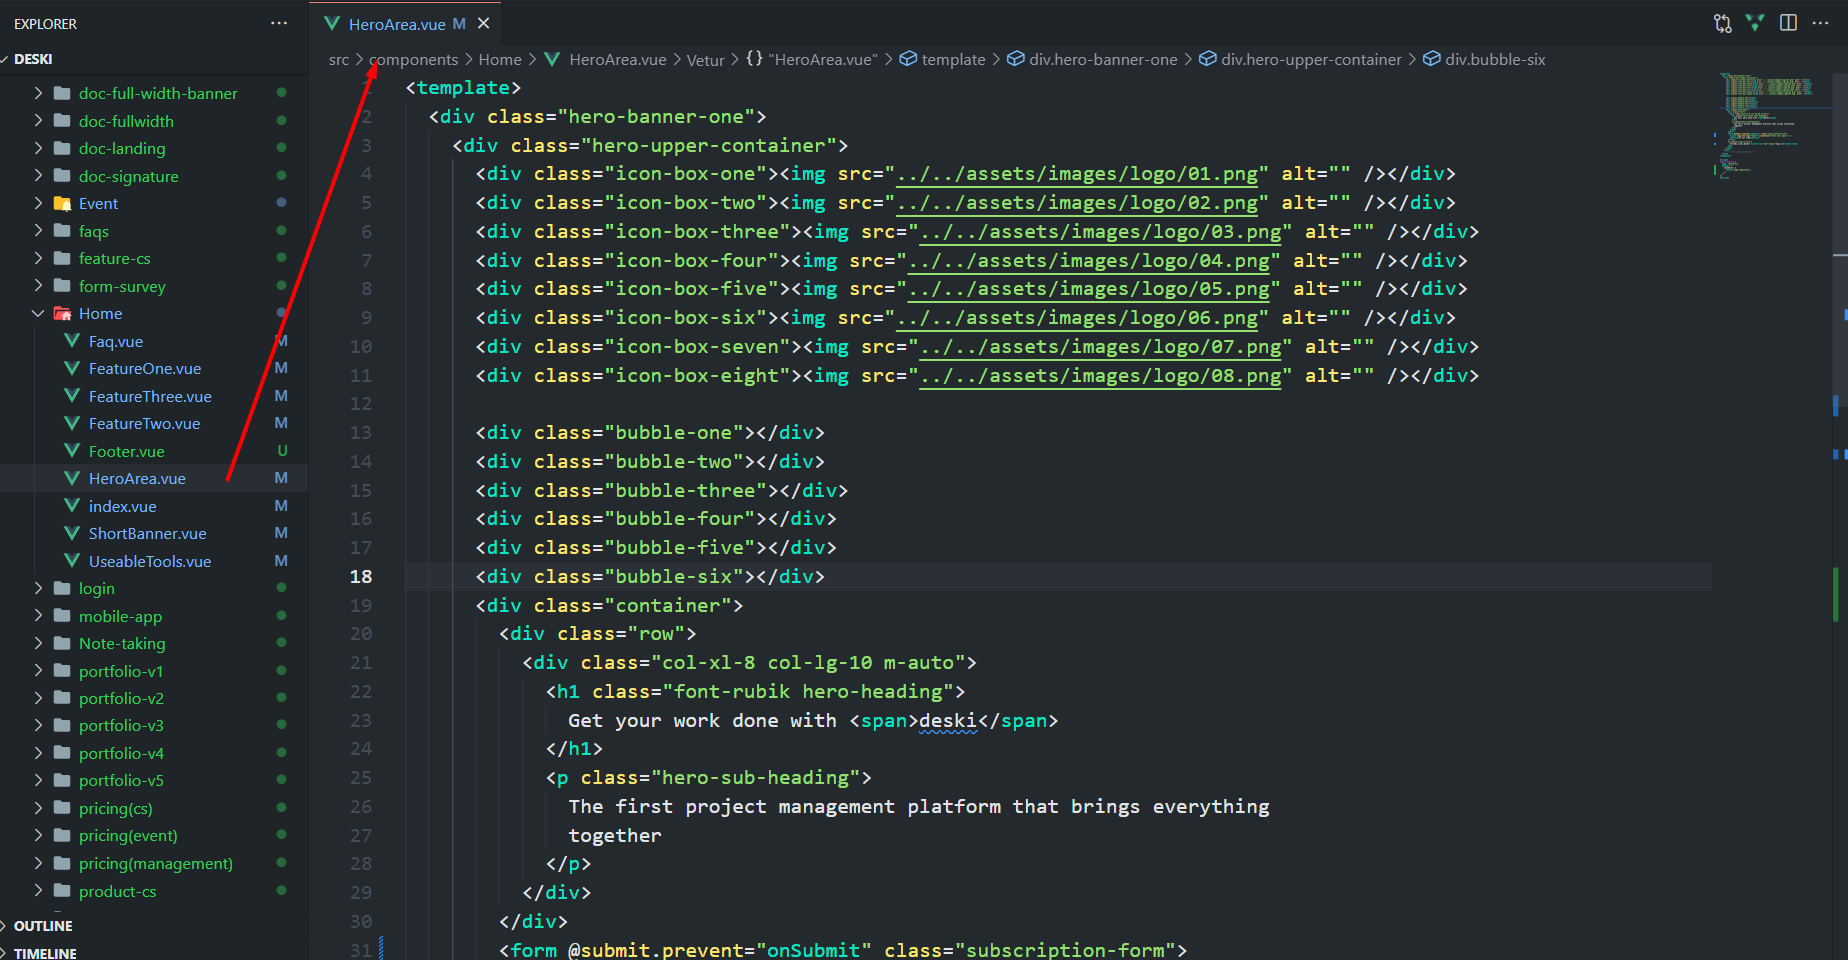 EXPLORER
DESKI
doc-full-width-banner
doc-fullwidth
doc-landing
doc-signature
Event
faqs
feature-cs
form-survey
Home
Faq.vue M
FeatureOne.vue M
FeatureThree.vue M
FeatureTwo.vue M
Footer.vue U
HeroArea.vue M
index.vue M
ShortBanner.vue M
UseableTools.vue M
login
mobile-app
Note-taking
portfolio-v1
portfolio-v2
portfolio-v3
portfolio-v4
portfolio-v5
pricing(cs)
pricing(event)
pricing(management)
product-cs
OUTLINE
TIMELINE
HeroArea.vue M
src > components > Home > HeroArea.vue > Vetur > {} "HeroArea.vue" > template > div.hero-banner-one > div.hero-upper-container > div.bubble-six
1 <template>
2 <div class="hero-banner-one">
3 <div class="hero-upper-container">
4 <div class="icon-box-one"><img src="../../assets/images/logo/01.png" alt="" /></div>
5 <div class="icon-box-two"><img src="../../assets/images/logo/02.png" alt="" /></div>
6 <div class="icon-box-three"><img src="../../assets/images/logo/03.png" alt="" /></div>
7 <div class="icon-box-four"><img src="../../assets/images/logo/04.png" alt="" /></div>
8 <div class="icon-box-five"><img src="../../assets/images/logo/05.png" alt="" /></div>
9 <div class="icon-box-six"><img src="../../assets/images/logo/06.png" alt="" /></div>
10 <div class="icon-box-seven"><img src="../../assets/images/logo/07.png" alt="" /></div>
11 <div class="icon-box-eight"><img src="../../assets/images/logo/08.png" alt="" /></div>
12
13 <div class="bubble-one"></div>
14 <div class="bubble-two"></div>
15 <div class="bubble-three"></div>
16 <div class="bubble-four"></div>
17 <div class="bubble-five"></div>
18 <div class="bubble-six"></div>
19 <div class="container">
20 <div class="row">
21 <div class="col-xl-8 col-lg-10 m-auto">
22 <h1 class="font-rubik hero-heading">
23 Get your work done with <span>deski</span>
24 </h1>
25 <p class="hero-sub-heading">
26 The first project management platform that brings everything
27 together
28 </p>
29 </div>
30 </div>
31 <form @submit.prevent="onSubmit" class="subscription-form">